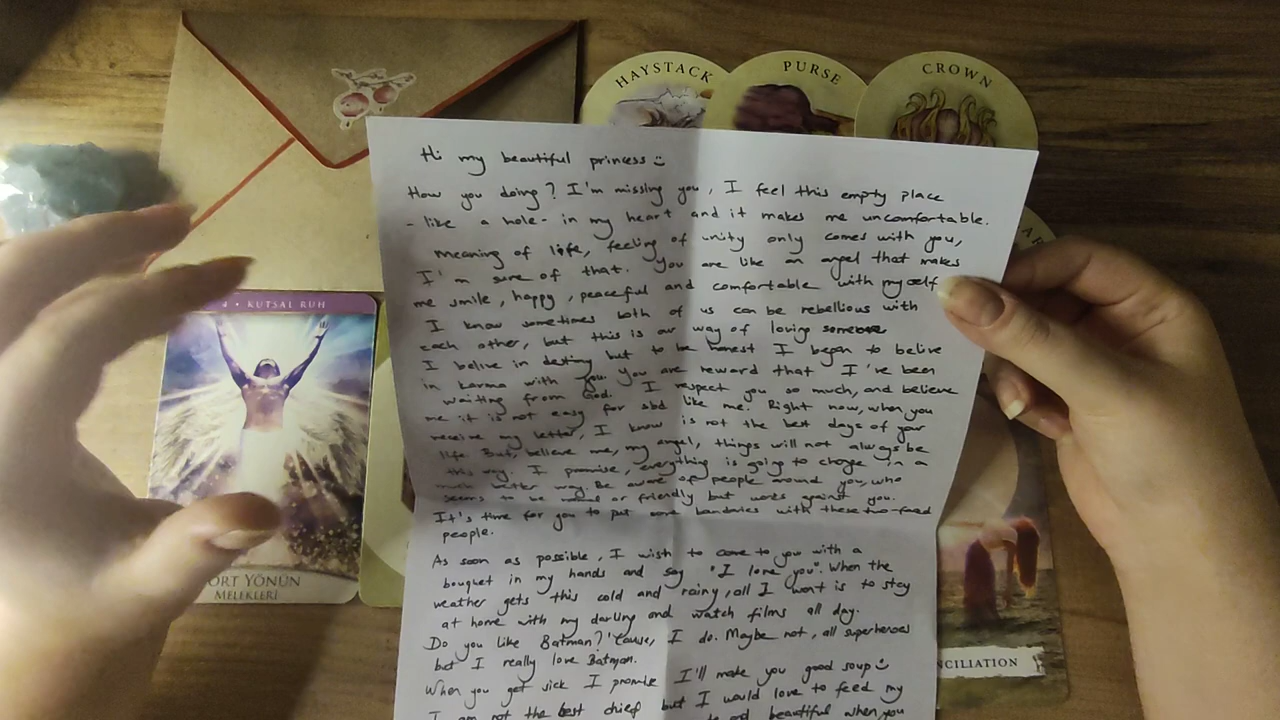 HAYSTACK
PURSE
CROWN
Hi my beautiful princess
How you doing? I'm missing you, I feel this empty place
- like a hole - in my heart and it makes me uncomfortable.
meaning of life, feeling of unity only comes with you,
I'm sure of that. You are like an angel that makes
me smile, happy, peaceful and comfortable with myself
I know sometimes both of us can be rebellious with
each other, but this is our way of loving someone
I belive in destiny but to be honest I began to belive
in karma with you. You are reward that I've been
waiting from God. I respect you so much, and believe
me it is not easy for sbd like me. Right now, when you
receive my letter, I know is not the best days of your
life. But, believe me, my angel, things will not always be
this way. I promise, everything is going to change in a
much better way. Be aware of people around you, who
seems to be or friendly but works against you.
It's time for you to put some bandaries with these two-faced
people.
As soon as possible, I wish to come to you with a
bouquet in my hands and say "I love you". When the
weather gets this cold and rainy, all I want is to stay
at home with my darling and watch films all day.
Do you like Batman? 'Cause, I do. Maybe not, all superheroes
but I really love Batman.
When you get sick I promise I'll make you good soup
I am not the best chief but I would love to feed my
and beautiful when you
KUTSAL RUH
ORT YÖNÜN
MELEKLERİ
NCILIATION